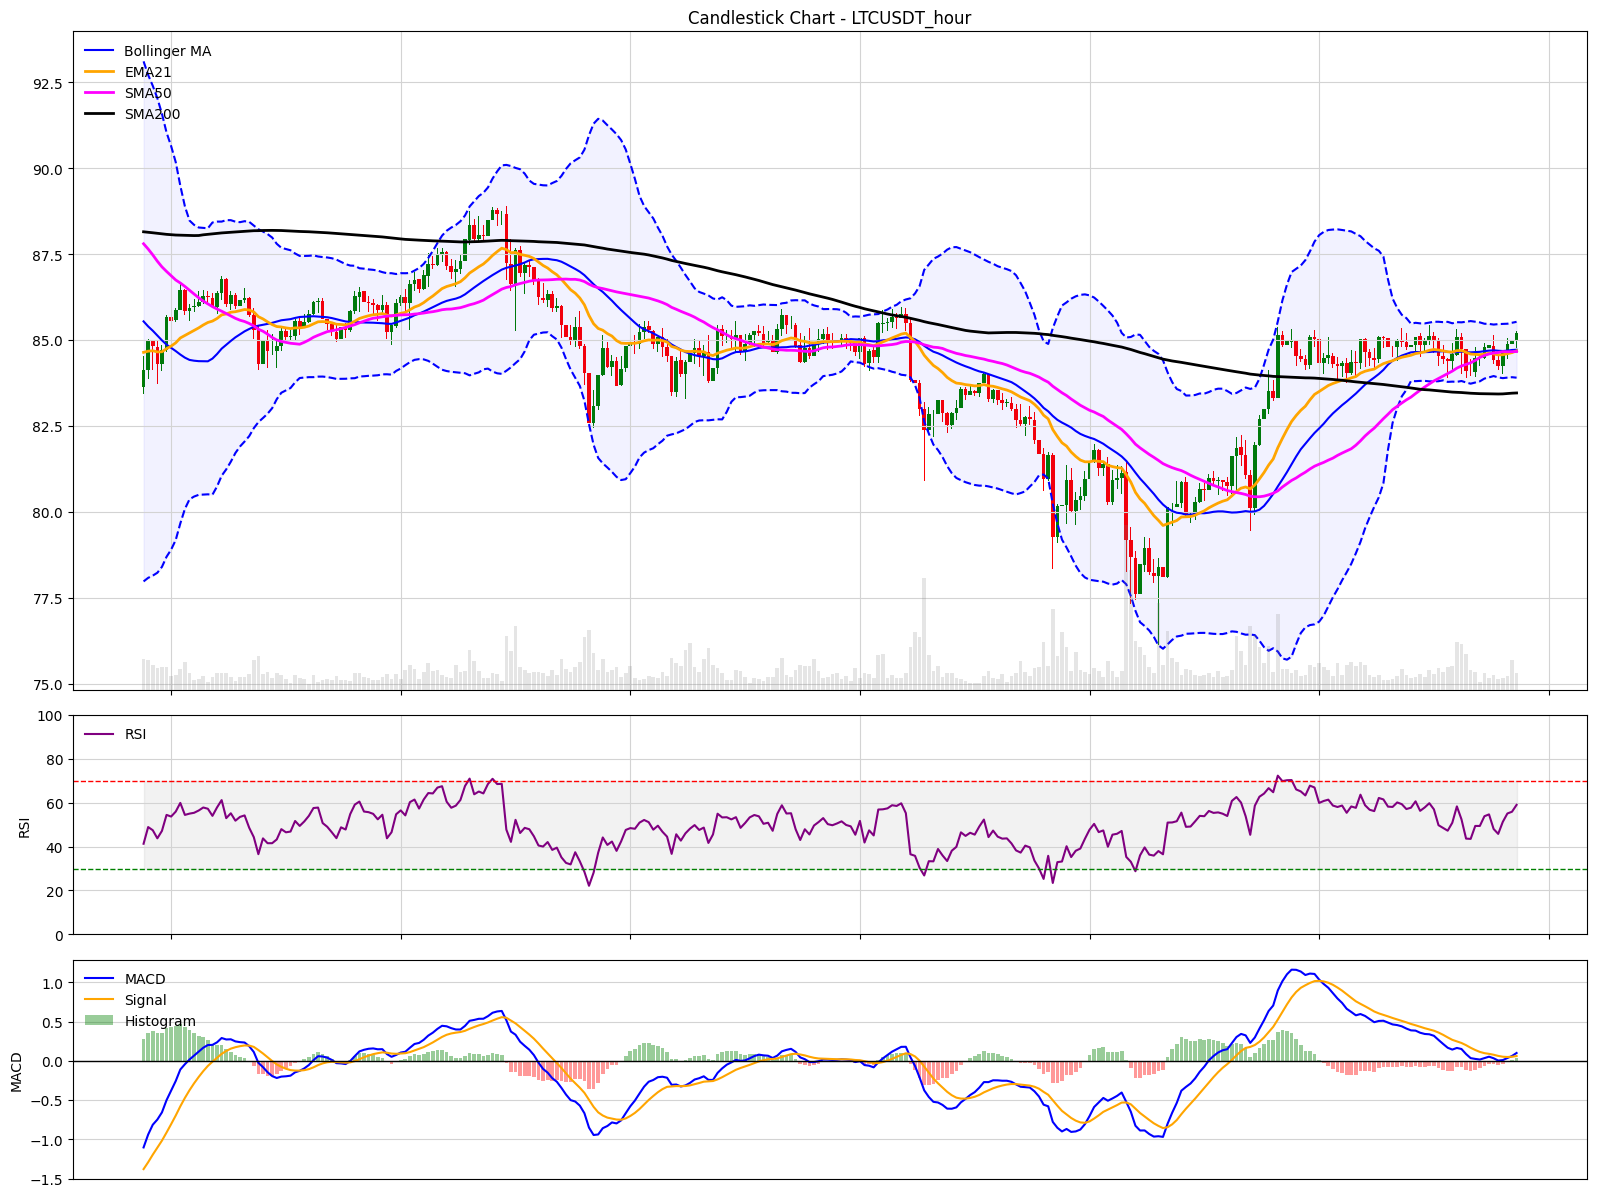 Candlestick Chart - LTCUSDT_hour
Bollinger MA
EMA21
SMA50
SMA200
92.5
90.0
87.5
85.0
82.5
80.0
77.5
75.0
RSI
100
80
60
40
20
0
RSI
MACD
Signal
Histogram
1.0
0.5
0.0
−0.5
−1.0
−1.5
MACD